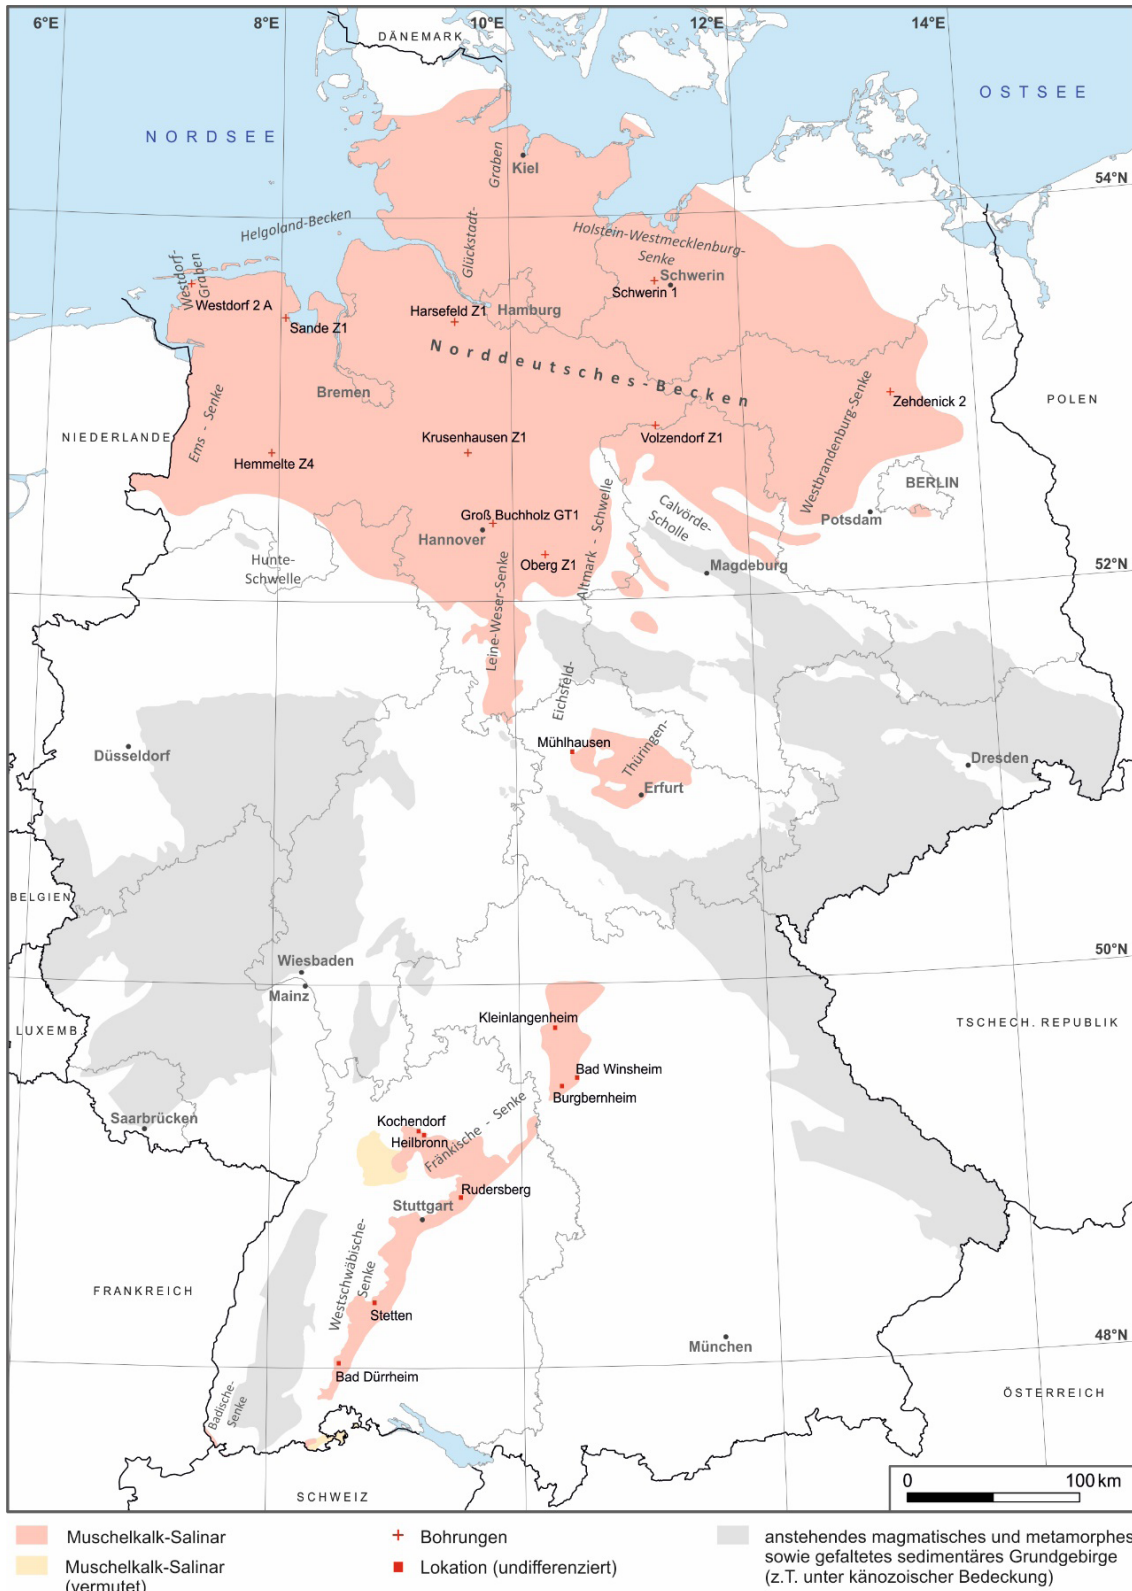 6°E 8°E 10°E 12°E 14°E
DÄNEMARK
OSTSEE
NORDSEE
Kiel
Graben
54°N
Helgoland-Becken
Glückstadt-
Holstein-Westmecklenburg-
Senke
Westdorf-
Graben
Schwerin
Schwerin 1
Westdorf 2 A
Harsefeld Z1
Hamburg
Sande Z1
Norddeutsches-Becken
Bremen
Zehdenick 2
POLEN
Ems - Senke
Westbrandenburg-Senke
NIEDERLANDE
Krusenhausen Z1
Volzendorf Z1
Hemmelte Z4
BERLIN
Altmark - Schwelle
Calvörde-
Scholle
Potsdam
Groß Buchholz GT1
Hannover
Oberg Z1
Magdeburg
Hunte-
Schwelle
52°N
Leine-Weser-Senke
Eichsfeld-
Thüringen-
Mühlhausen
Düsseldorf
Dresden
Erfurt
BELGIEN
50°N
Wiesbaden
Mainz
Kleinlangenheim
LUXEMB.
TSCHECH. REPUBLIK
Bad Winsheim
Burgbernheim
Saarbrücken
Kochendorf
Heilbronn
Fränkische - Senke
Rudersberg
Stuttgart
Westschwäbische-
Senke
FRANKREICH
Stetten
München
48°N
Bad Dürrheim
ÖSTERREICH
Badische-
Senke
SCHWEIZ
0 100 km
Muschelkalk-Salinar
Muschelkalk-Salinar
(vermutet)
Bohrungen
Lokation (undifferenziert)
anstehendes magmatisches und metamorphes
sowie gefaltetes sedimentäres Grundgebirge
(z.T. unter känozoischer Bedeckung)